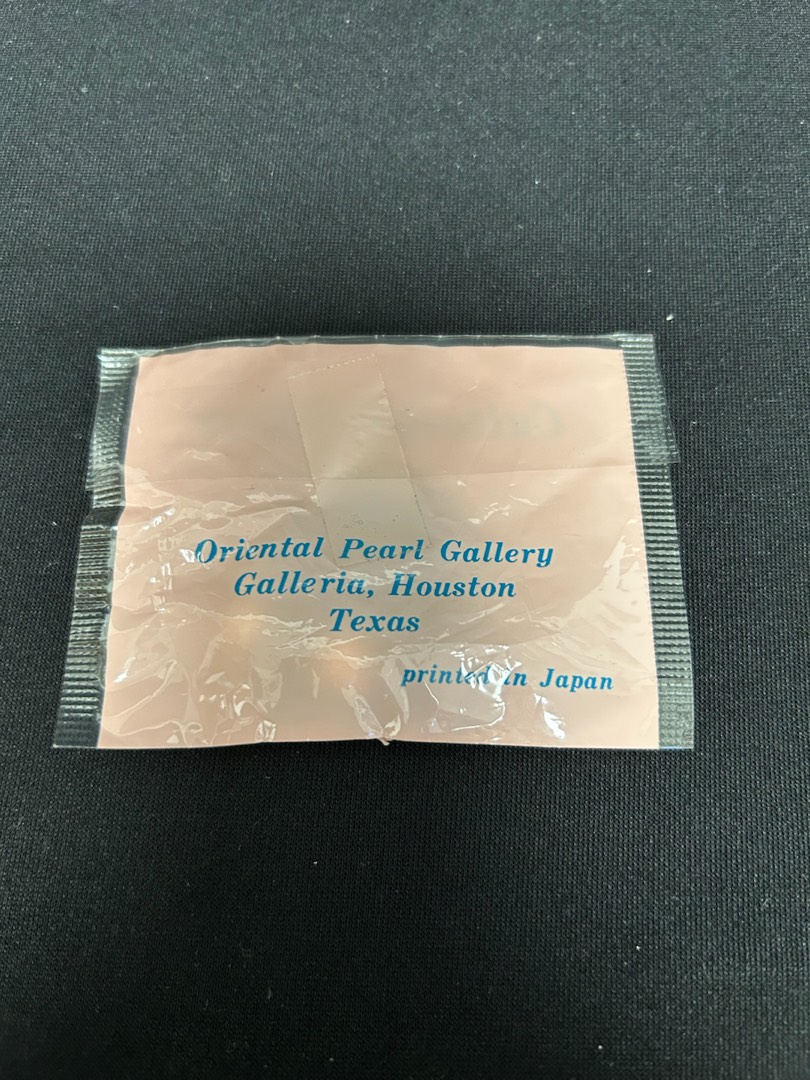 Oriental Pearl Gallery
Galleria, Houston
Texas
printed in Japan